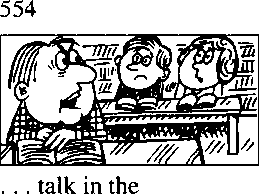 554
. . . talk in the